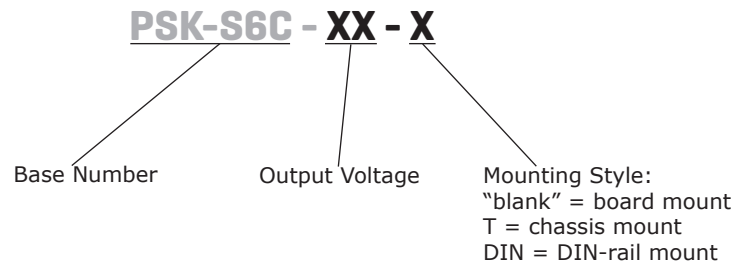 PSK-S6C - XX - X
Base Number
Output Voltage
Mounting Style:
“blank” = board mount
T = chassis mount
DIN = DIN-rail mount